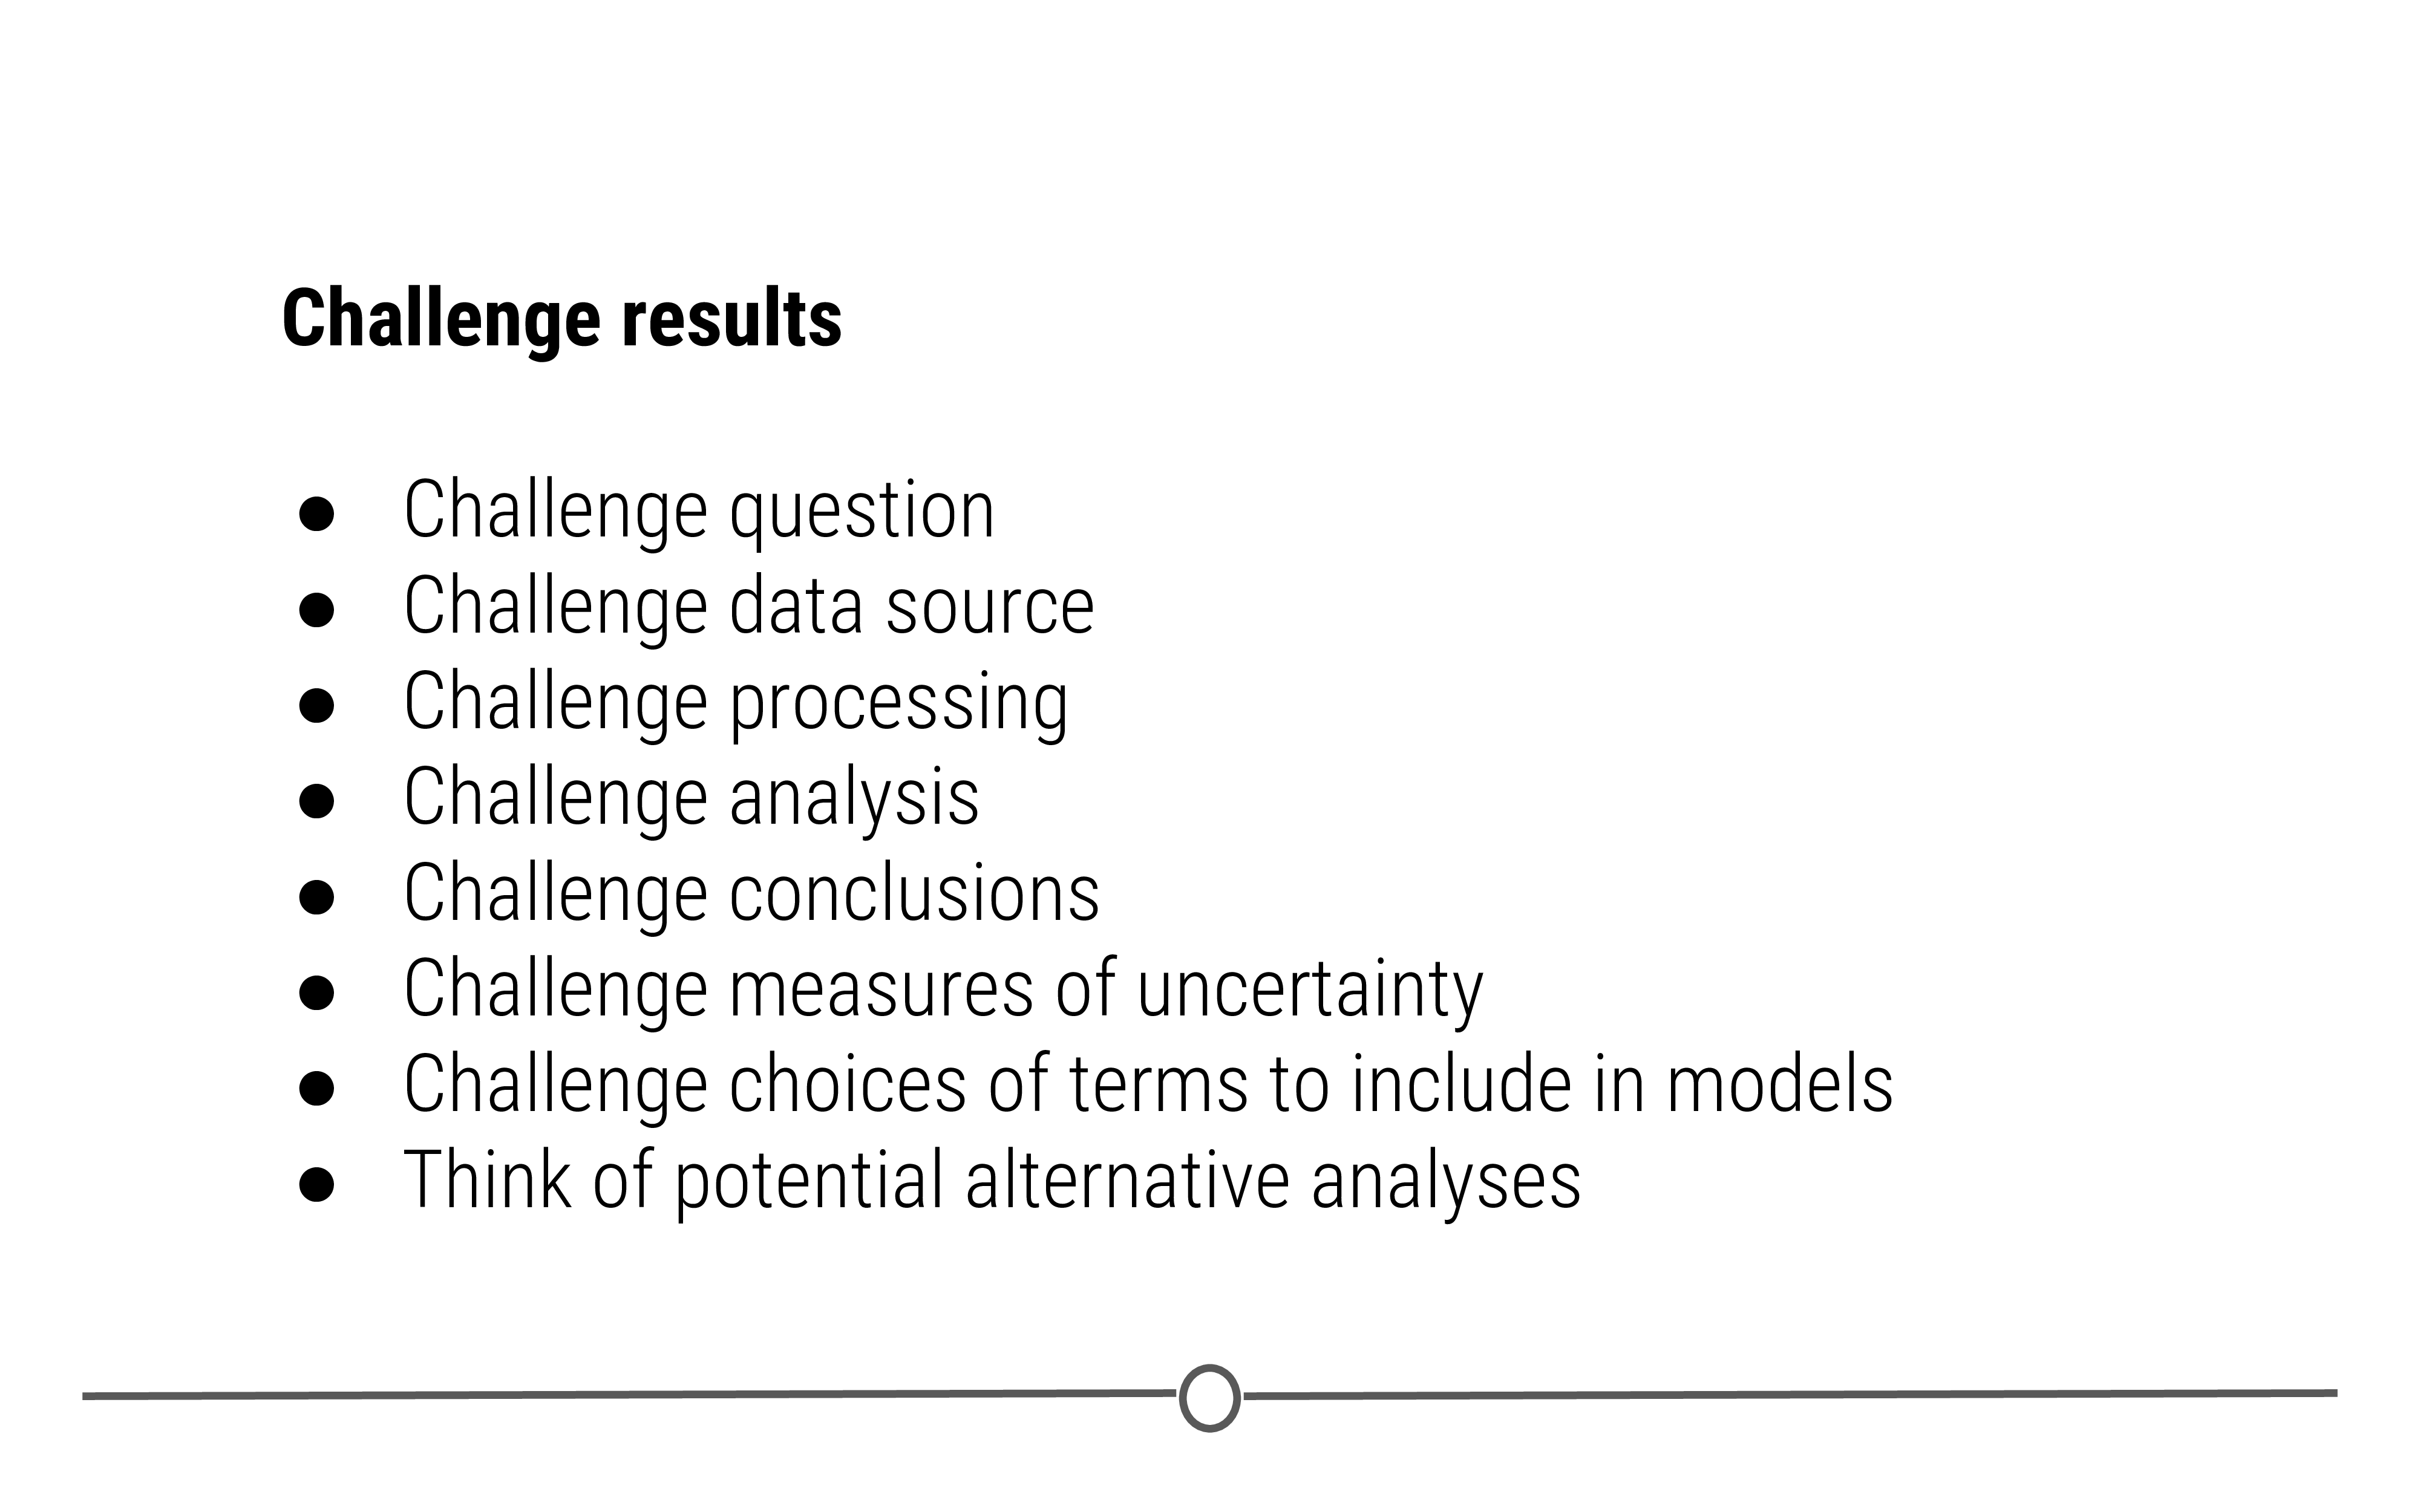 Challenge results
● Challenge question
● Challenge data source
● Challenge processing
● Challenge analysis
● Challenge conclusions
● Challenge measures of uncertainty
● Challenge choices of terms to include in models
● Think of potential alternative analyses